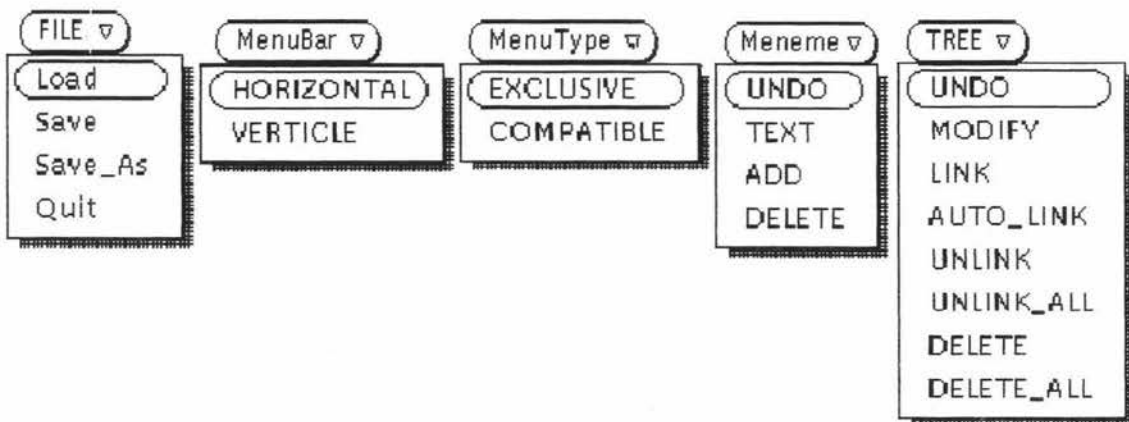 FILE
Load
Save
Save_As
Quit
MenuBar
HORIZONTAL
VERTICLE
MenuType
EXCLUSIVE
COMPATIBLE
Meneme
UNDO
TEXT
ADD
DELETE
TREE
UNDO
MODIFY
LINK
AUTO_LINK
UNLINK
UNLINK_ALL
DELETE
DELETE_ALL